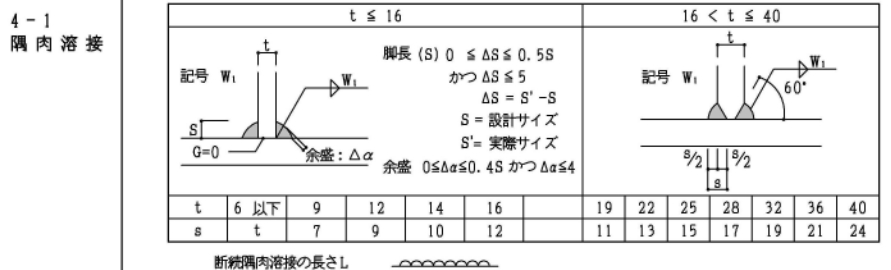 4-1
隅肉溶接
t ≦ 16
16 < t ≦ 40
t
記号 W₁
W₁
S
G=0
余盛:Δα
脚長(S) 0 ≦ ΔS ≦ 0.5S
かつ ΔS ≦ 5
ΔS = S' -S
S = 設計サイズ
S'= 実際サイズ
余盛 0≦Δα≦0.4S かつ Δα≦4
t
記号 W₁
W₁
60°
S/2 S/2
S
t 6 以下 9 12 14 16 19 22 25 28 32 36 40
s t 7 9 10 12 11 13 15 17 19 21 24
断続隅肉溶接の長さL